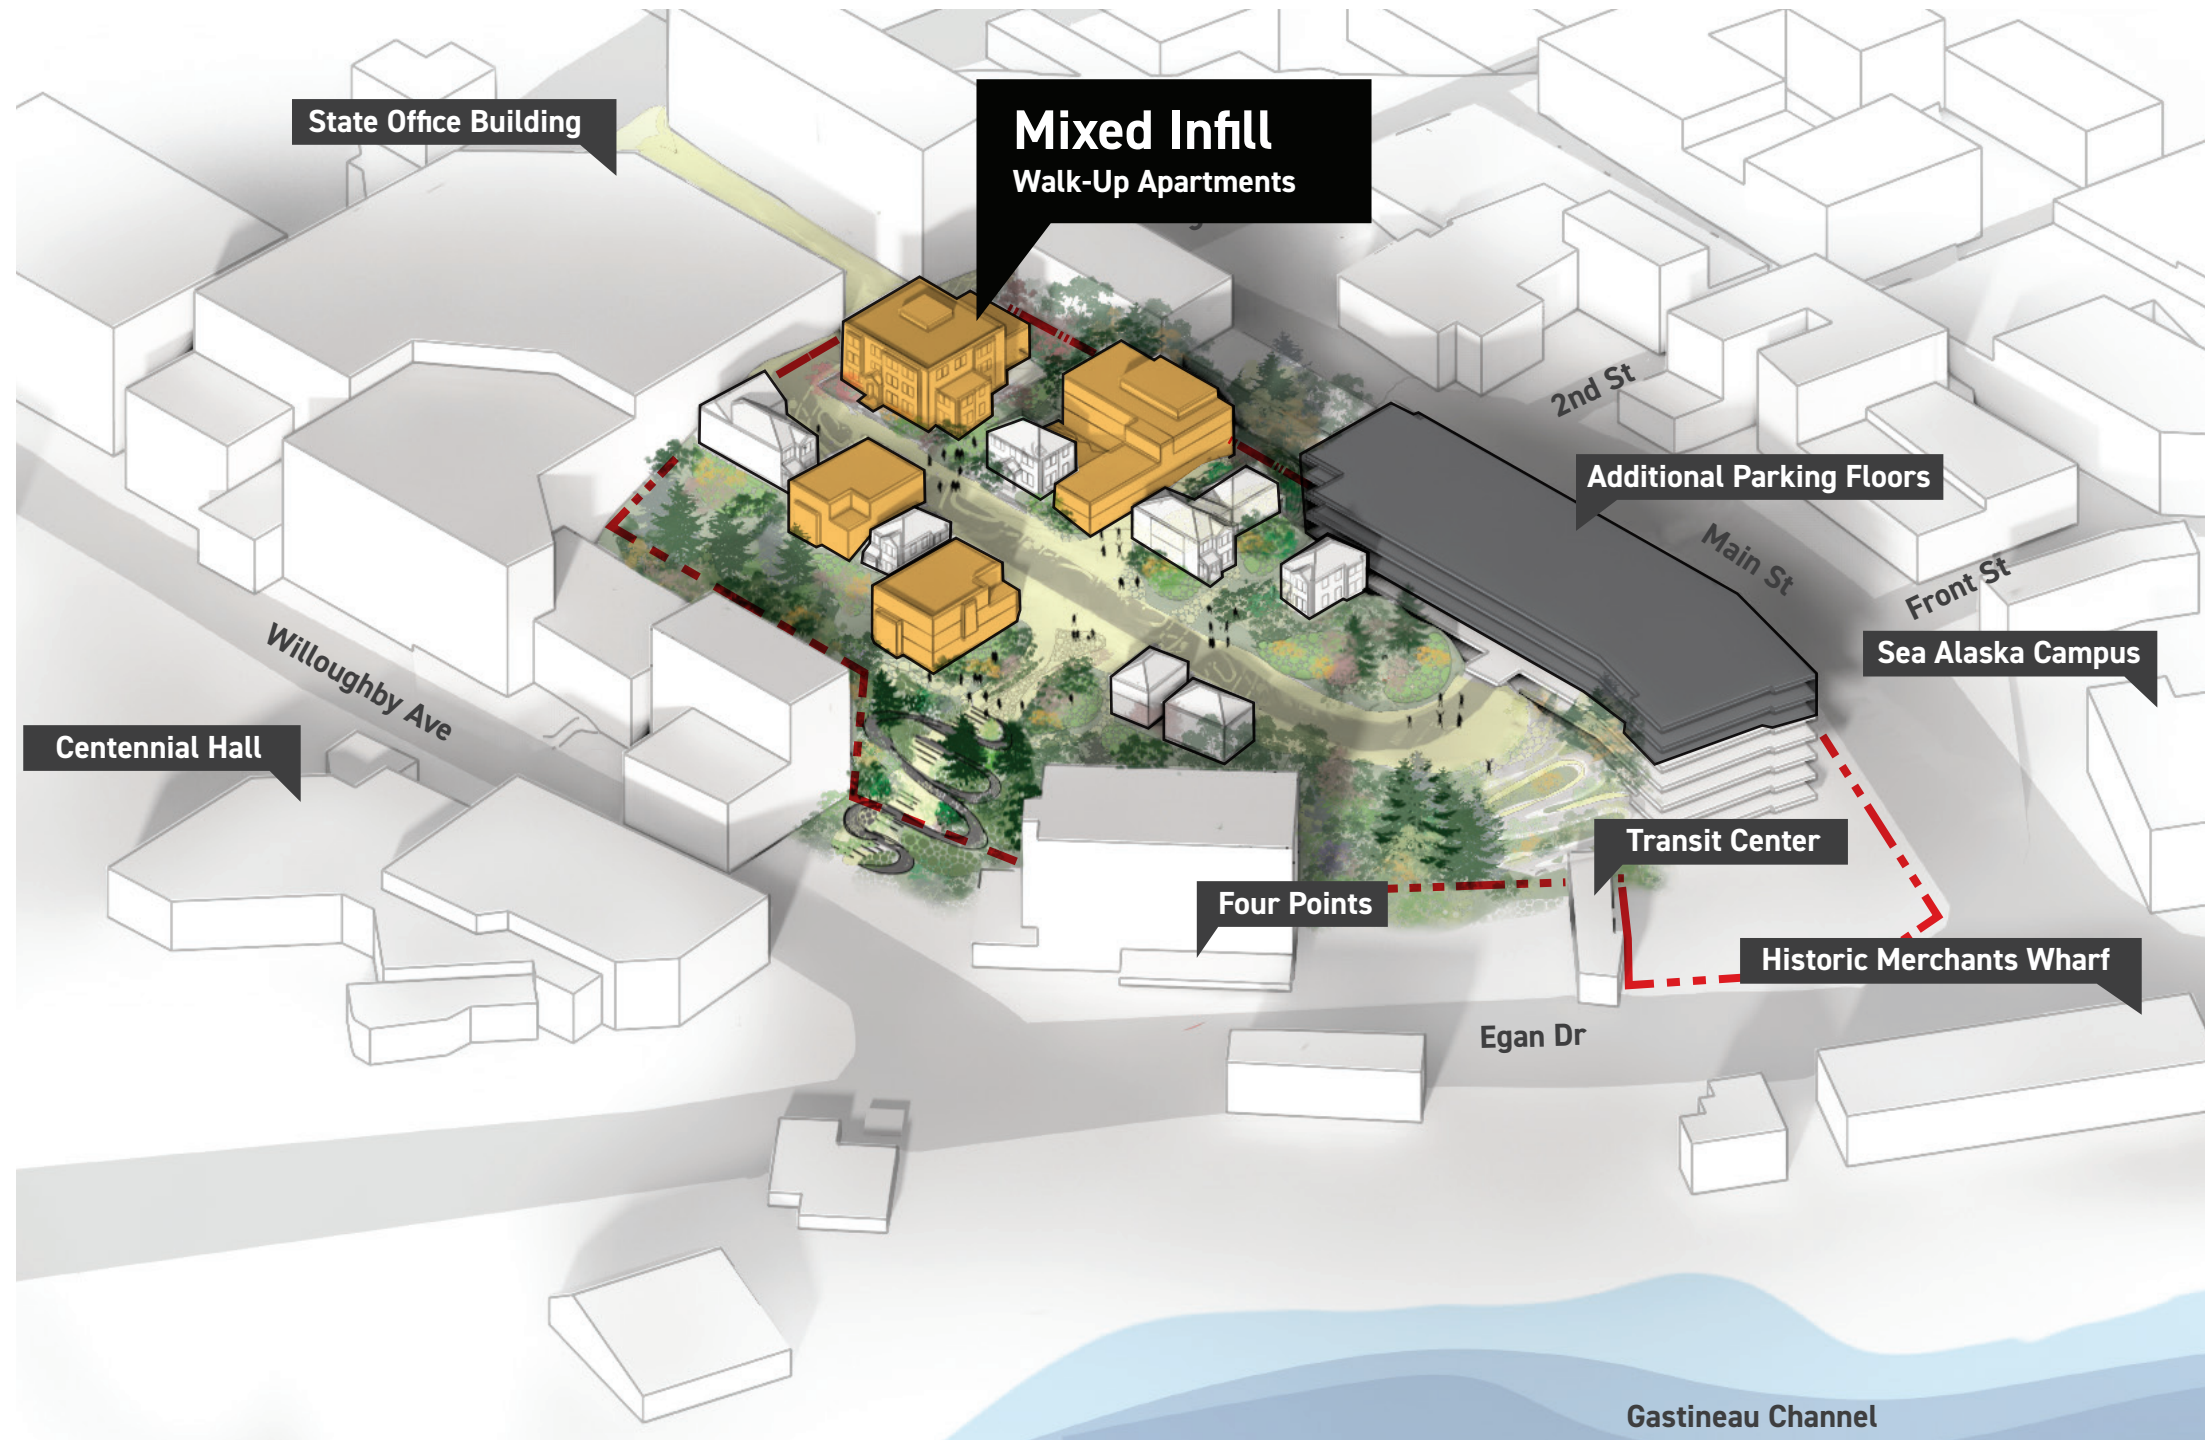 State Office Building
Mixed Infill
Walk-Up Apartments
2nd St
Additional Parking Floors
Main St
Front St
Sea Alaska Campus
Willoughby Ave
Centennial Hall
Transit Center
Four Points
Historic Merchants Wharf
Egan Dr
Gastineau Channel